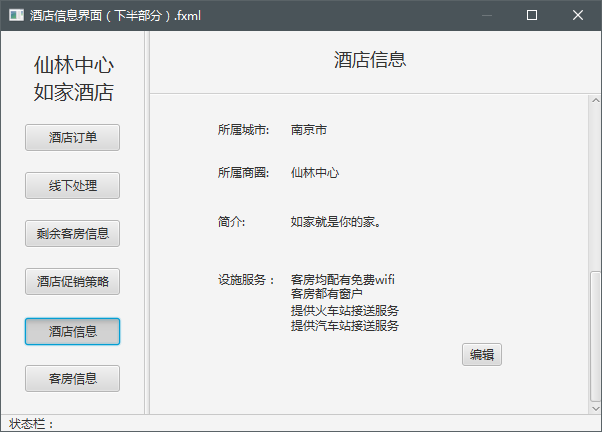 酒店信息界面（下半部分）.fxml
仙林中心
如家酒店
酒店订单
线下处理
剩余客房信息
酒店促销策略
酒店信息
客房信息
酒店信息
所属城市: 南京市
所属商圈: 仙林中心
简介: 如家就是你的家。
设施服务： 客房均配有免费wifi
客房都有窗户
提供火车站接送服务
提供汽车站接送服务
编辑
状态栏：